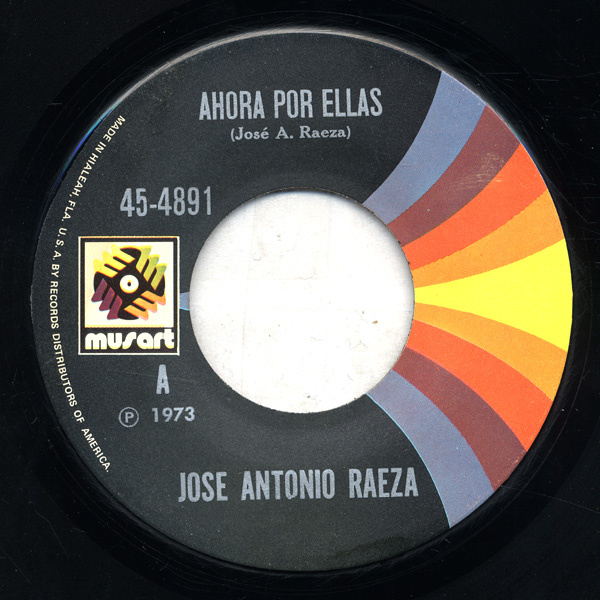 AHORA POR ELLAS
(José A. Raeza)
45-4891
musart
A
Ⓟ 1973
JOSE ANTONIO RAEZA
MADE IN HIALEAH, FLA. U.S.A. BY RECORDS DISTRIBUTORS OF AMERICA.